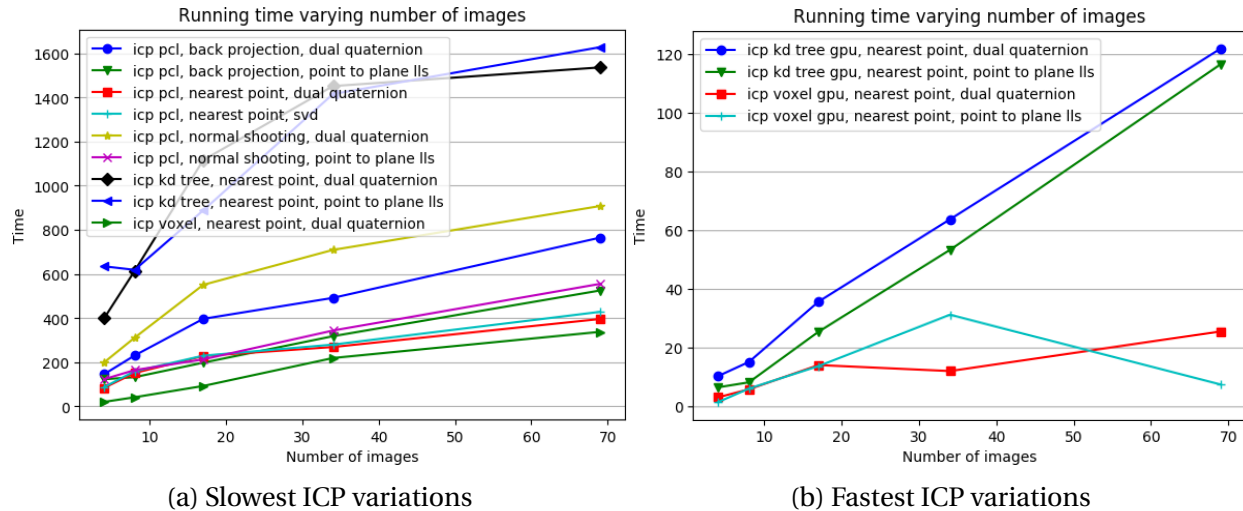 Running time varying number of images
icp pcl, back projection, dual quaternion
icp pcl, back projection, point to plane lls
icp pcl, nearest point, dual quaternion
icp pcl, nearest point, svd
icp pcl, normal shooting, dual quaternion
icp pcl, normal shooting, point to plane lls
icp kd tree, nearest point, dual quaternion
icp kd tree, nearest point, point to plane lls
icp voxel, nearest point, dual quaternion
1600
1400
1200
1000
800
600
400
200
0
Time
10
20
30
40
50
60
70
Number of images
(a) Slowest ICP variations
Running time varying number of images
icp kd tree gpu, nearest point, dual quaternion
icp kd tree gpu, nearest point, point to plane lls
icp voxel gpu, nearest point, dual quaternion
icp voxel gpu, nearest point, point to plane lls
120
100
80
60
40
20
0
Time
10
20
30
40
50
60
70
Number of images
(b) Fastest ICP variations